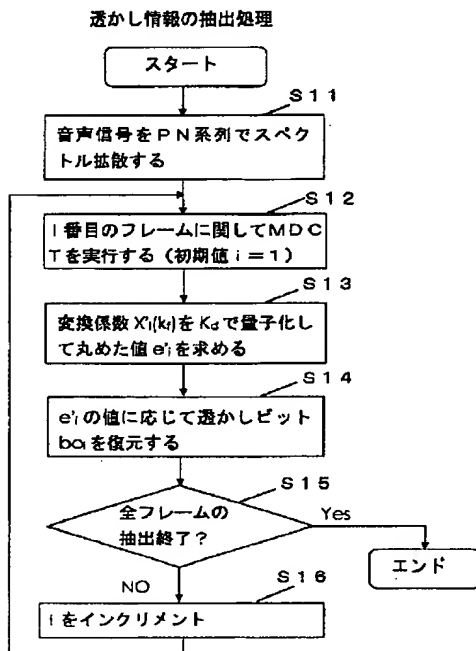 透かし情報の抽出処理
スタート
S11
音声信号をPN系列でスペク
トル拡散する
S12
i番目のフレームに関してMDC
Tを実行する(初期値i=1)
S13
変換係数X'i(kf)をKdで量子化し
て丸めた値e'iを求める
S14
e'iの値に応じて透かしビット
boiを復元する
S15
全フレームの
抽出終了?
Yes
エンド
NO
S16
iをインクリメント